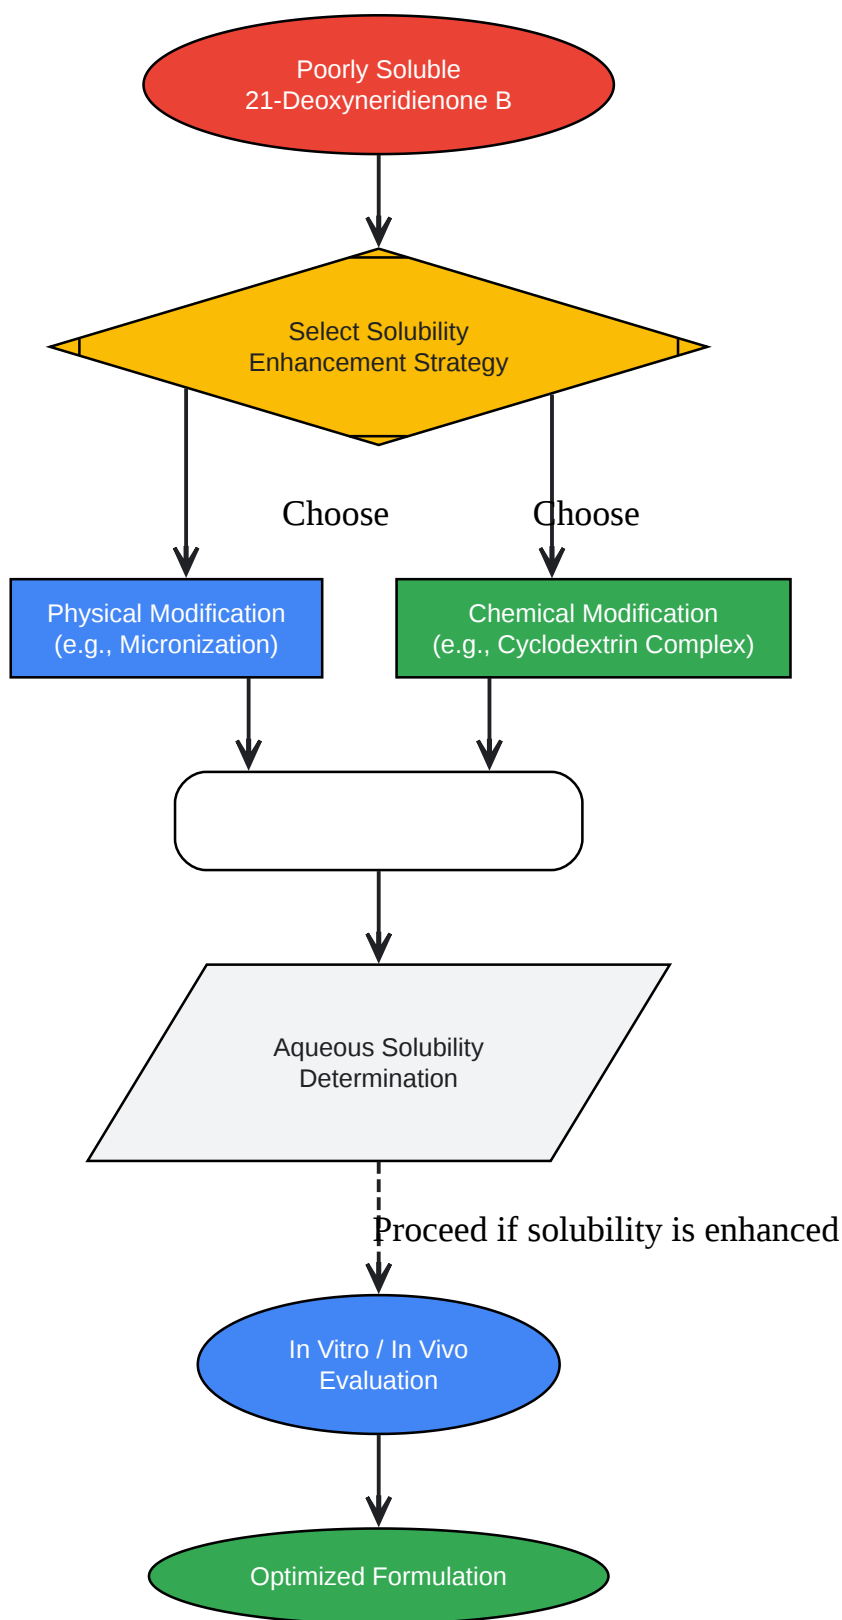 Poorly Soluble
21-Deoxyneridienone B
Select Solubility
Enhancement Strategy
Choose
Choose
Physical Modification
(e.g., Micronization)
Chemical Modification
(e.g., Cyclodextrin Complex)
Aqueous Solubility
Determination
Proceed if solubility is enhanced
In Vitro / In Vivo
Evaluation
Optimized Formulation